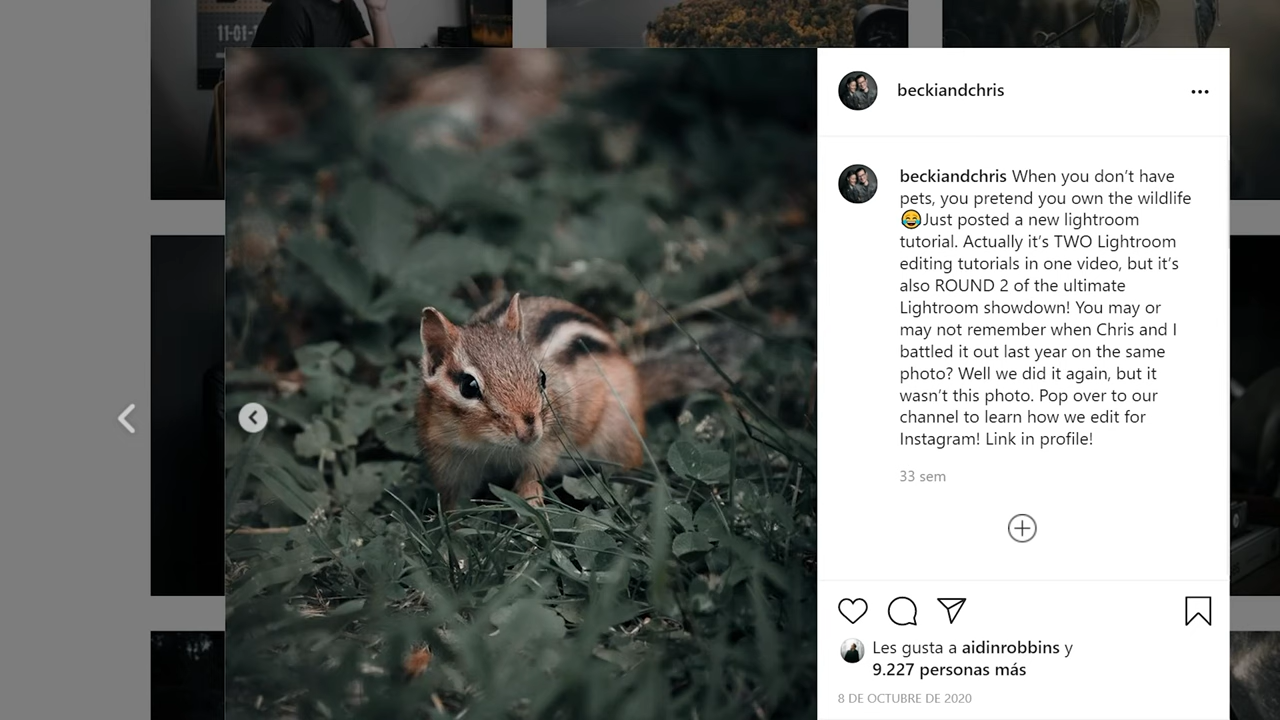 11-01-
beckiandchris
beckiandchris When you don't have
pets, you pretend you own the wildlife
😂Just posted a new lightroom
tutorial. Actually it's TWO Lightroom
editing tutorials in one video, but it's
also ROUND 2 of the ultimate
Lightroom showdown! You may or
may not remember when Chris and I
battled it out last year on the same
photo? Well we did it again, but it
wasn't this photo. Pop over to our
channel to learn how we edit for
Instagram! Link in profile!
33 sem
Les gusta a aidinrobbins y
9.227 personas más
8 DE OCTUBRE DE 2020